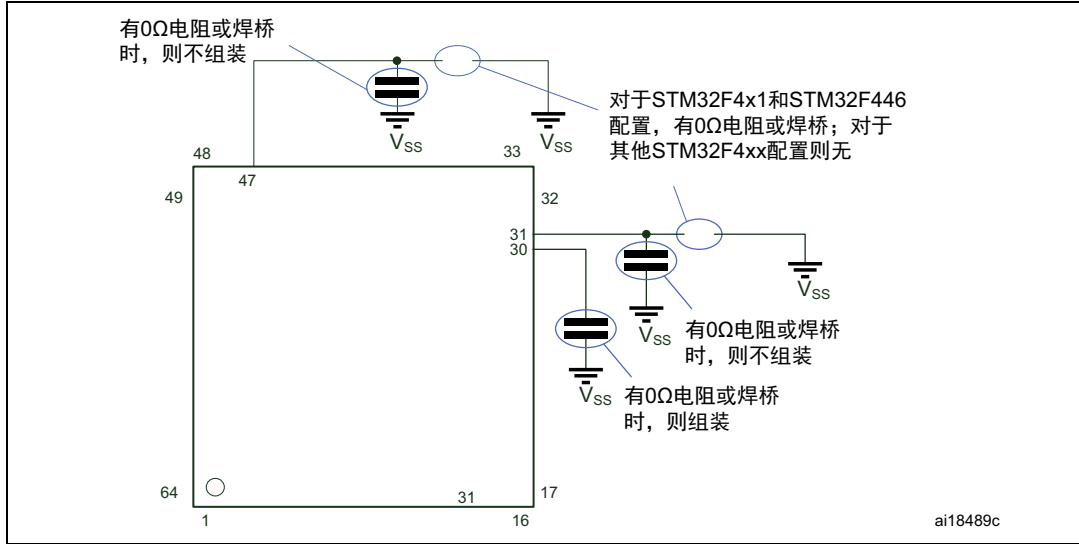 有0Ω电阻或焊桥
时，则不组装
VSS
VSS
对于STM32F4x1和STM32F446
配置，有0Ω电阻或焊桥；对于
其他STM32F4xx配置则无
48
33
47
49
32
31
30
VSS
VSS
有0Ω电阻或焊桥
时，则不组装
VSS
有0Ω电阻或焊桥
时，则组装
64
31
17
1
16
ai18489c